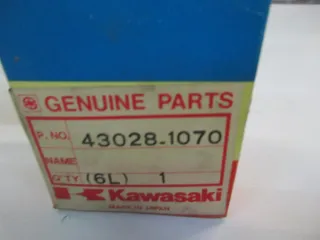 GENUINE PARTS
P. NO. 43028-1070
NAME
Q'TY (6L) 1
Kawasaki
MADE IN JAPAN